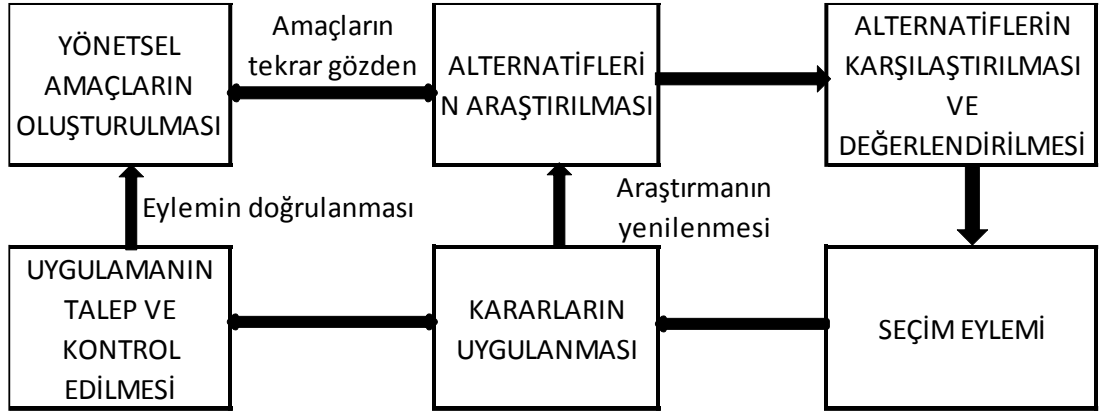 YÖNETSEL
AMAÇLARIN
OLUŞTURULMASI
Amaçların
tekrar gözden
ALTERNATİFLERİ
N ARAŞTIRILMASI
ALTERNATİFLERİN
KARŞILAŞTIRILMASI
VE
DEĞERLENDİRİLMESİ
Eylemin doğrulanması
Araştırmanın
yenilenmesi
UYGULAMANIN
TALEP VE
KONTROL
EDİLMESİ
KARARLARIN
UYGULANMASI
SEÇİM EYLEMİ